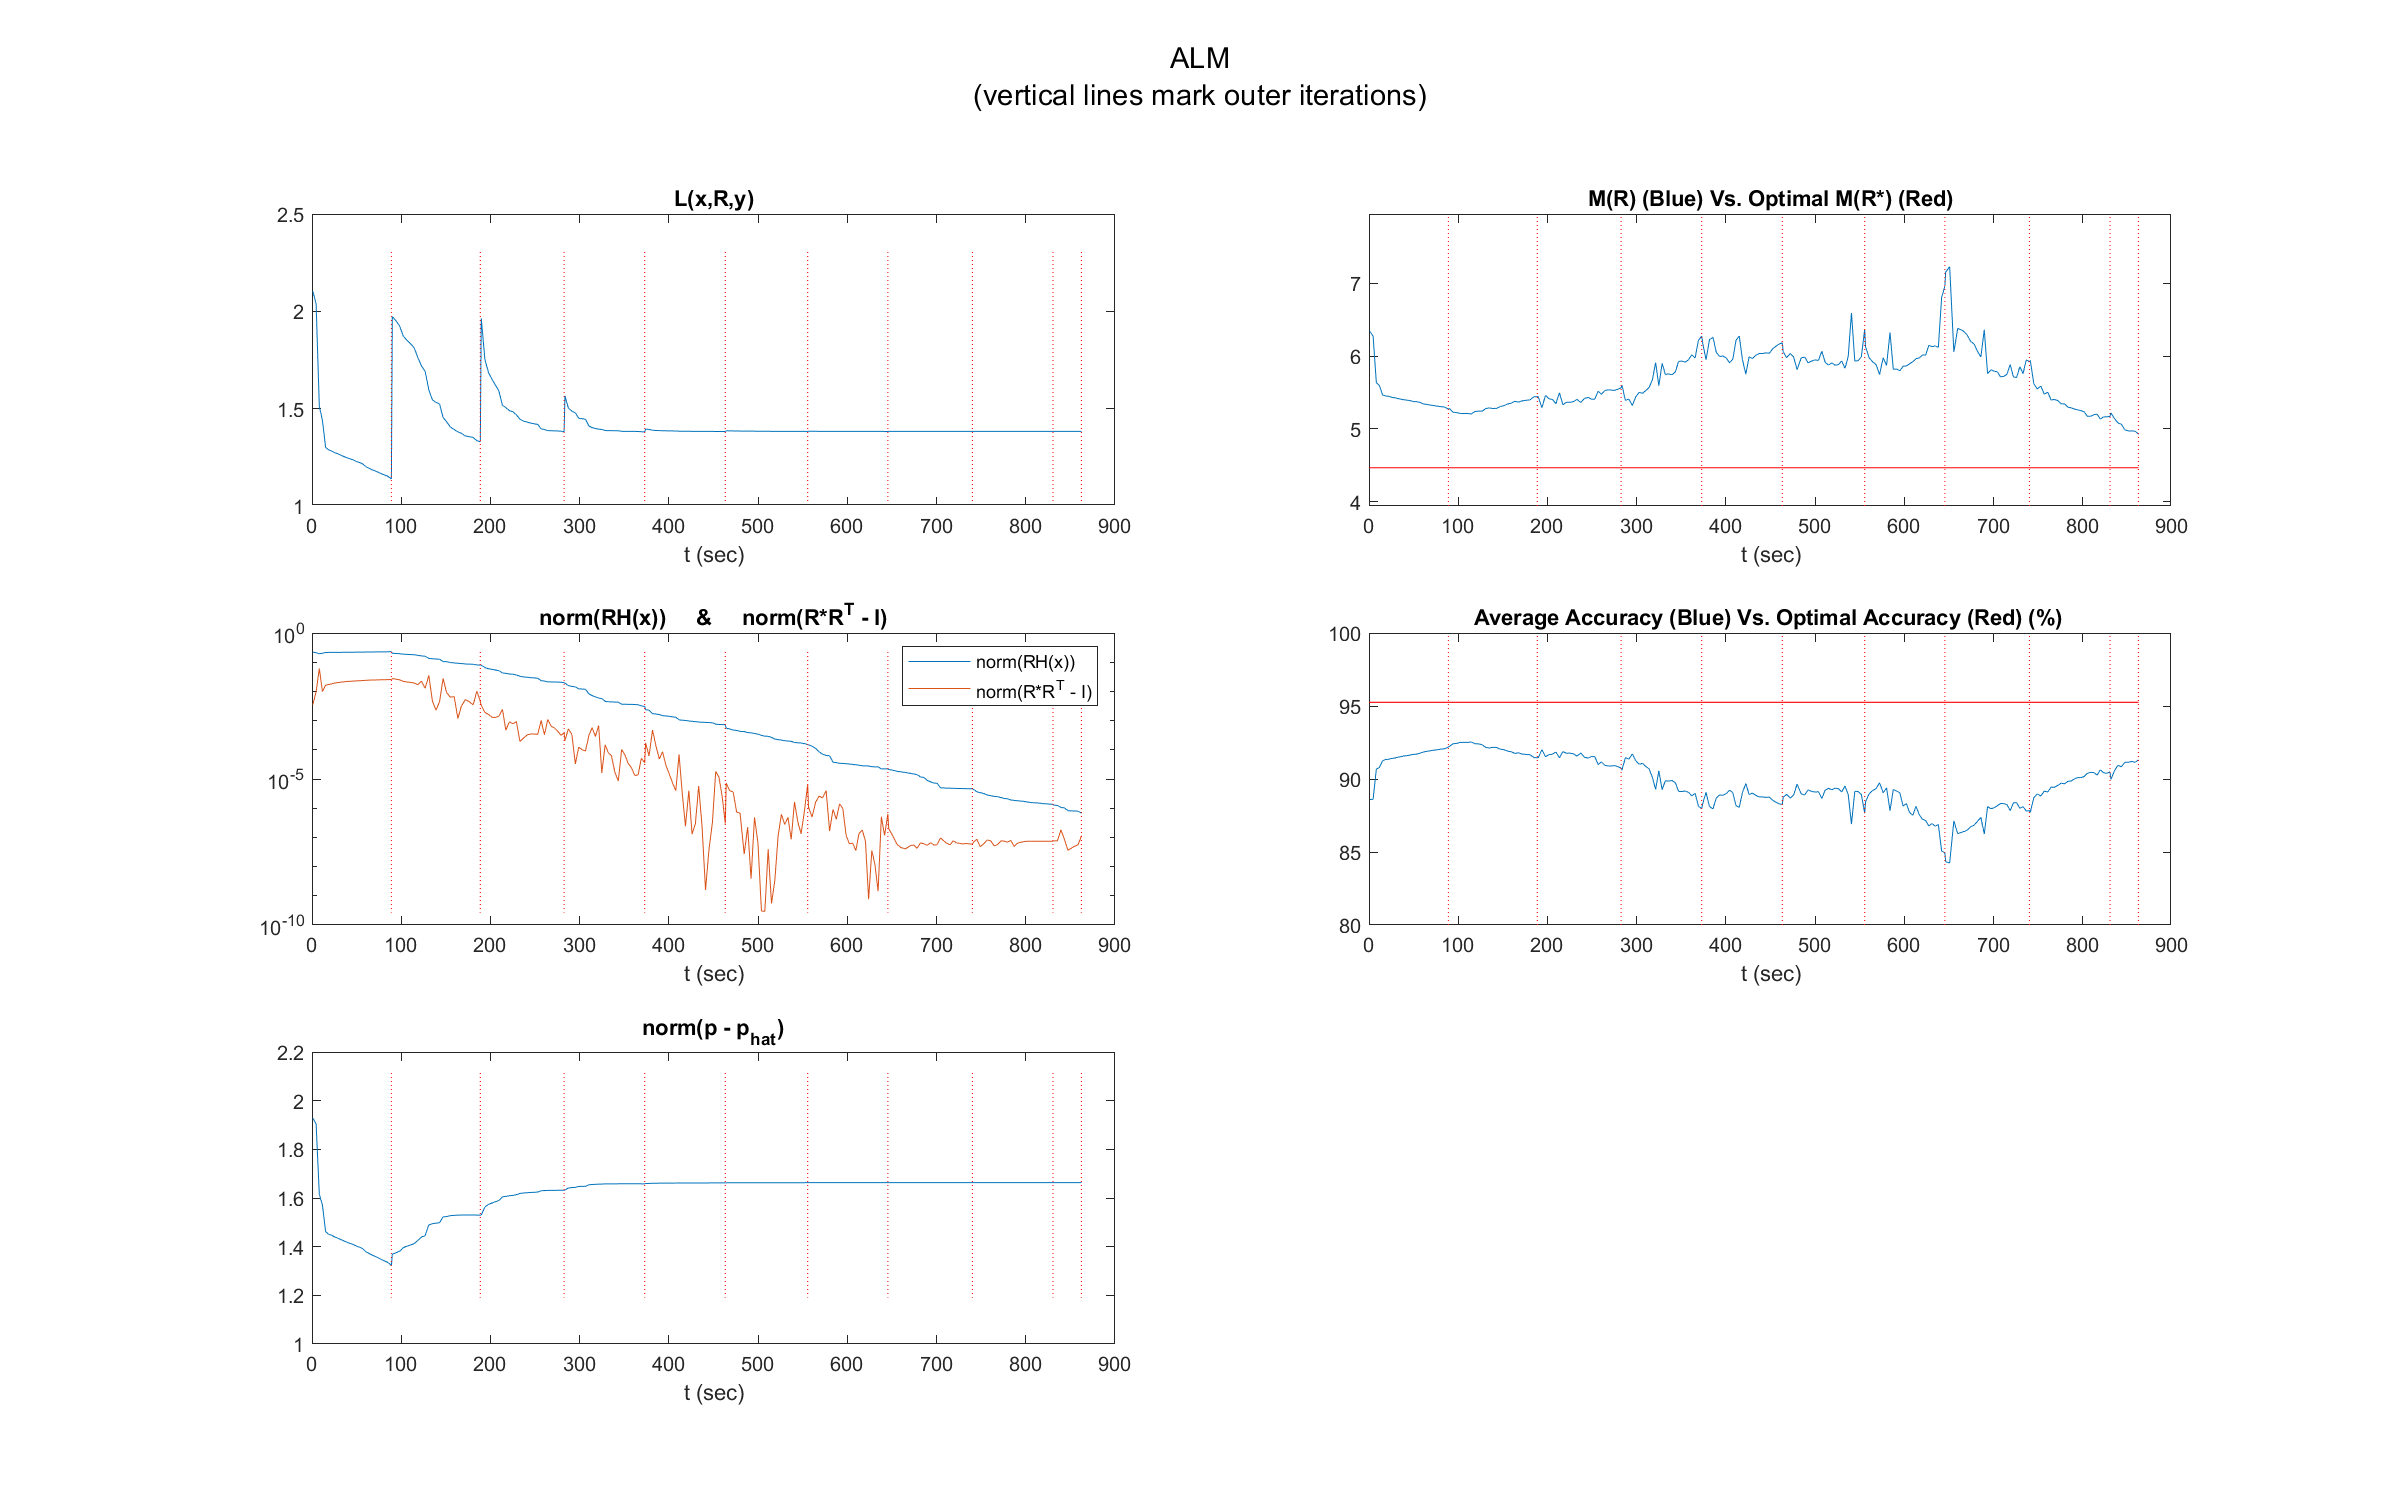 ALM
(vertical lines mark outer iterations)
L(x,R,y)
2.5
2
1.5
1
0 100 200 300 400 500 600 700 800 900
t (sec)
M(R) (Blue) Vs. Optimal M(R*) (Red)
7
6
5
4
0 100 200 300 400 500 600 700 800 900
t (sec)
norm(RH(x)) & norm(R*R^T - I)
10^0
10^-5
10^-10
norm(RH(x))
norm(R*R^T - I)
0 100 200 300 400 500 600 700 800 900
t (sec)
Average Accuracy (Blue) Vs. Optimal Accuracy (Red) (%)
100
95
90
85
80
0 100 200 300 400 500 600 700 800 900
t (sec)
norm(p - p_hat)
2.2
2
1.8
1.6
1.4
1.2
1
0 100 200 300 400 500 600 700 800 900
t (sec)